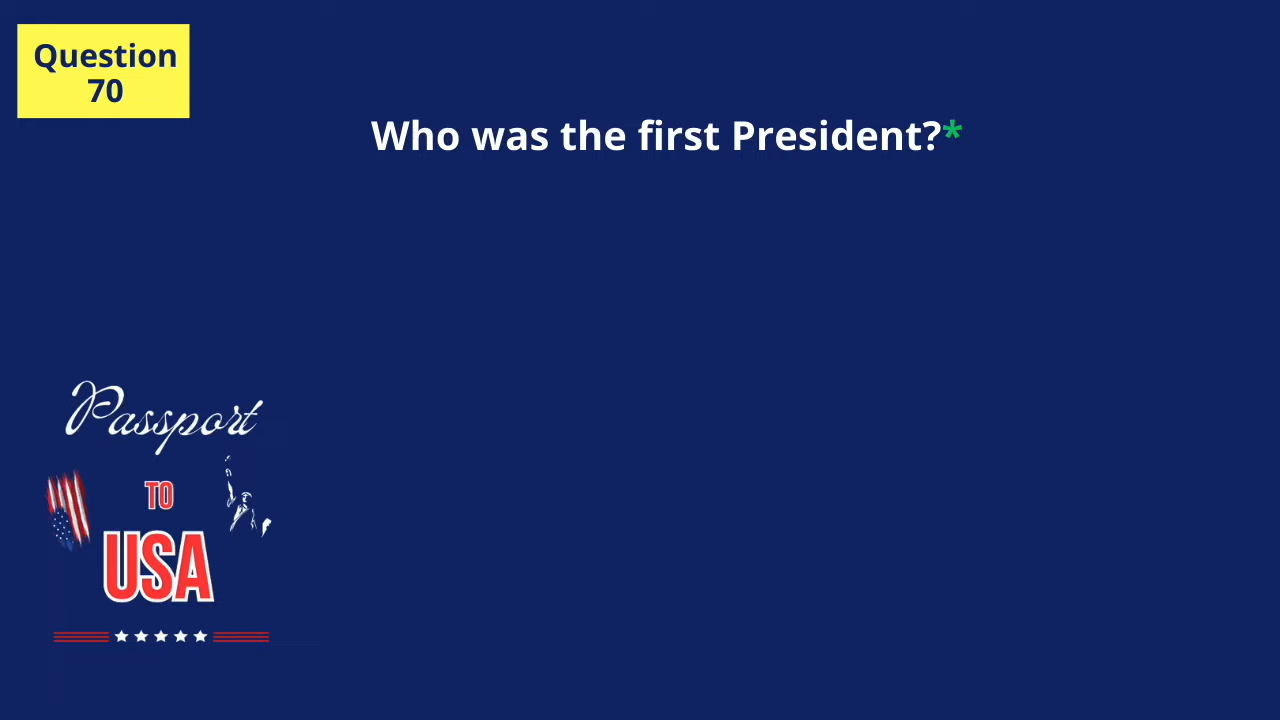 Question
70
Who was the first President?*
Passport
TO
USA